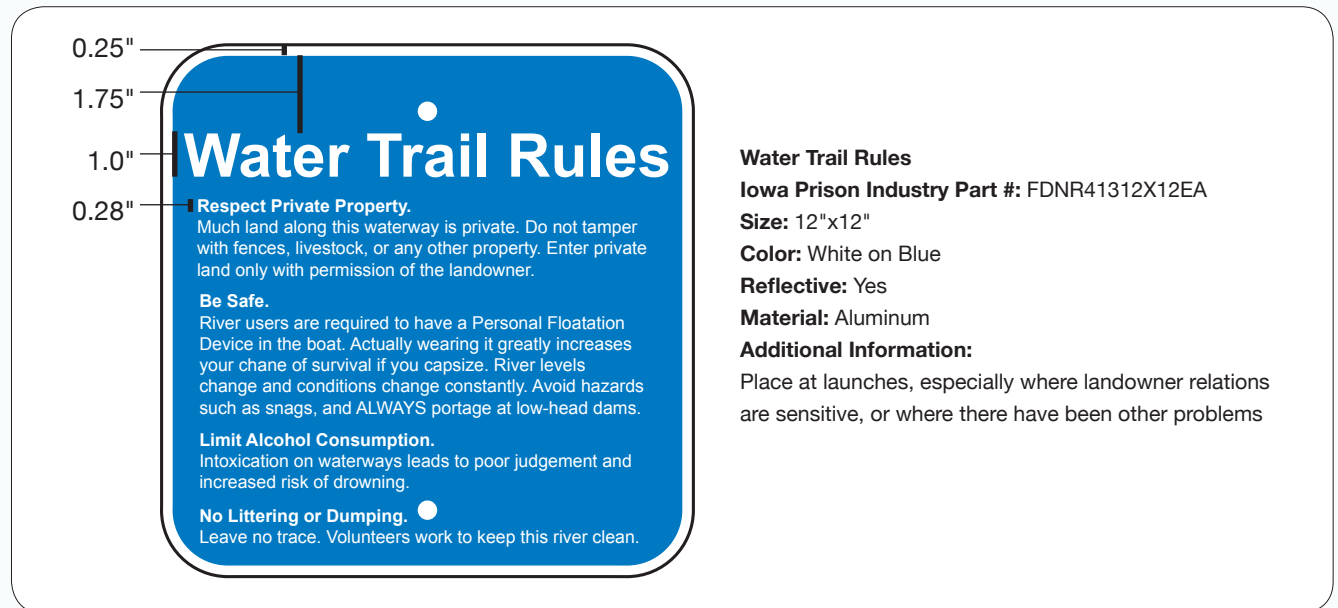 0.25"
1.75"
1.0"
0.28"
Water Trail Rules
Respect Private Property.
Much land along this waterway is private. Do not tamper
with fences, livestock, or any other property. Enter private
land only with permission of the landowner.
Be Safe.
River users are required to have a Personal Floatation
Device in the boat. Actually wearing it greatly increases
your chane of survival if you capsize. River levels
change and conditions change constantly. Avoid hazards
such as snags, and ALWAYS portage at low-head dams.
Limit Alcohol Consumption.
Intoxication on waterways leads to poor judgement and
increased risk of drowning.
No Littering or Dumping.
Leave no trace. Volunteers work to keep this river clean.
Water Trail Rules
Iowa Prison Industry Part #: FDNR41312X12EA
Size: 12"x12"
Color: White on Blue
Reflective: Yes
Material: Aluminum
Additional Information:
Place at launches, especially where landowner relations
are sensitive, or where there have been other problems